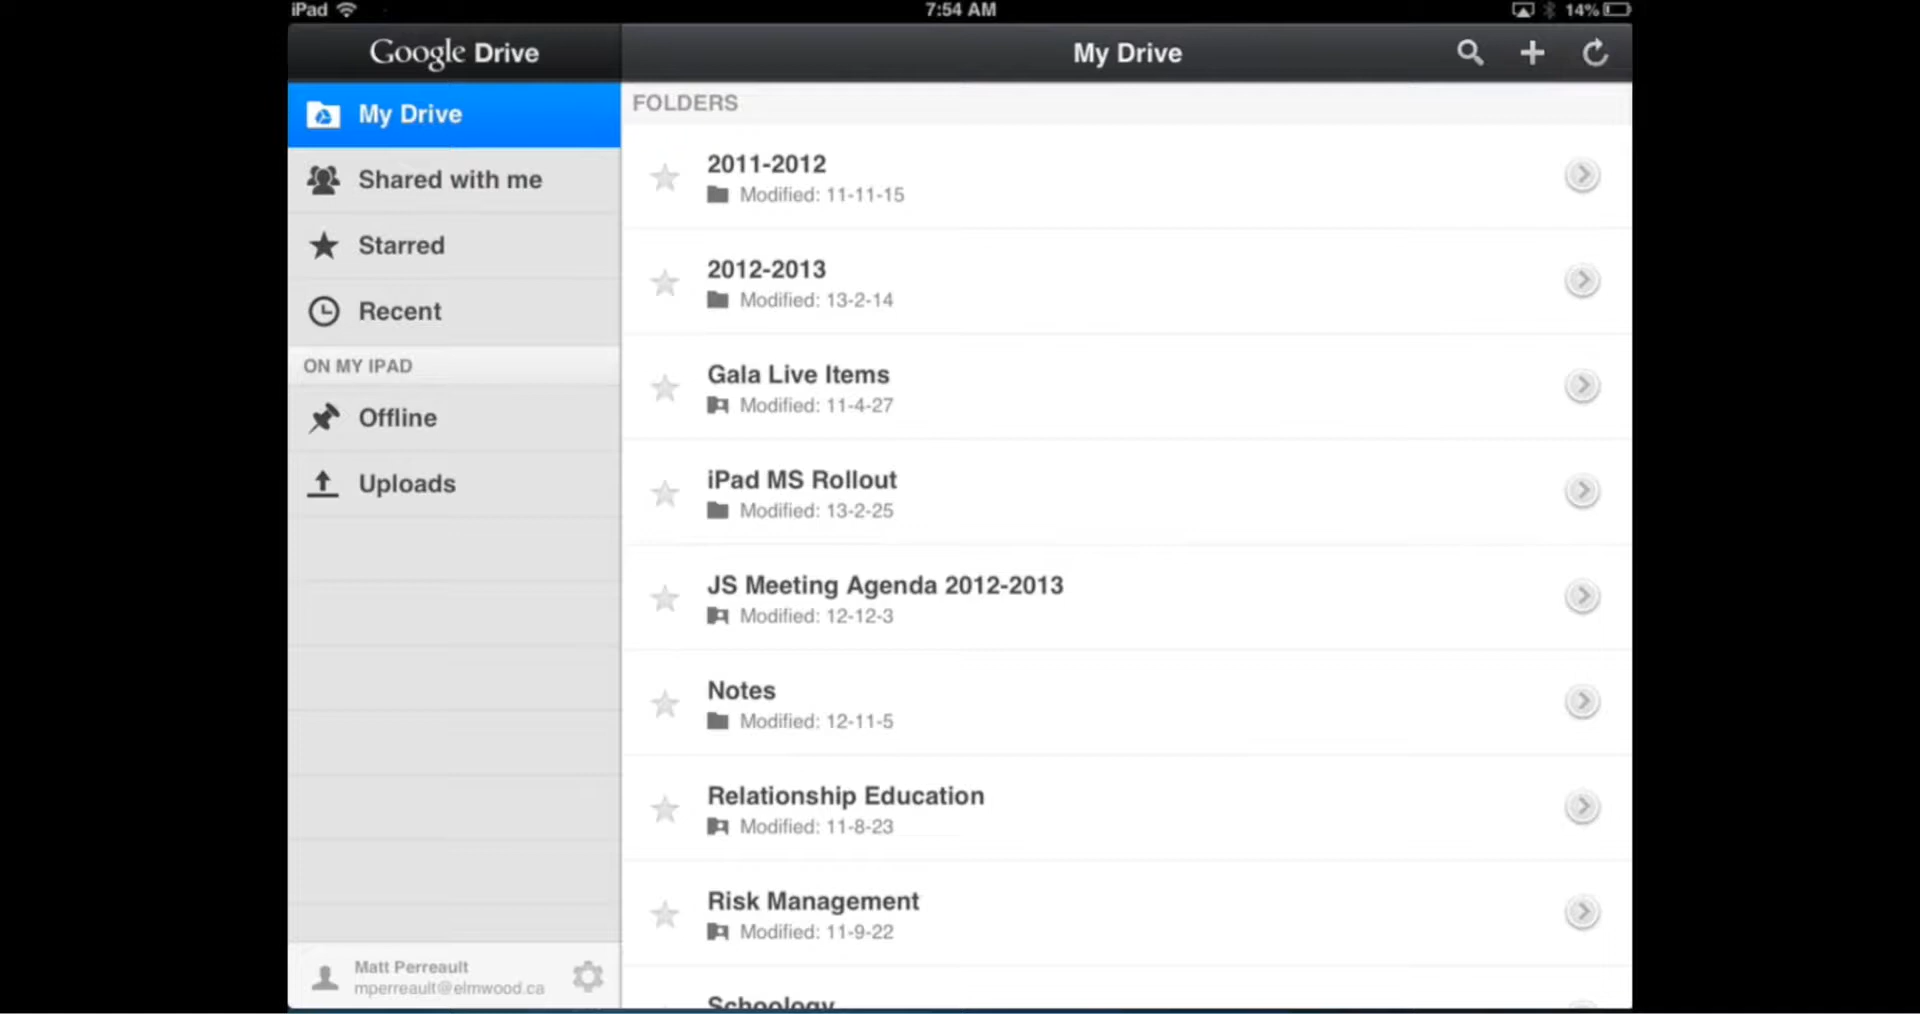 iPad
7:54 AM
14%
Google Drive
My Drive
My Drive
Shared with me
Starred
Recent
ON MY IPAD
Offline
Uploads
Matt Perreault
mperreault@elmwood.ca
FOLDERS
2011-2012
Modified: 11-11-15
2012-2013
Modified: 13-2-14
Gala Live Items
Modified: 11-4-27
iPad MS Rollout
Modified: 13-2-25
JS Meeting Agenda 2012-2013
Modified: 12-12-3
Notes
Modified: 12-11-5
Relationship Education
Modified: 11-8-23
Risk Management
Modified: 11-9-22
Schoology